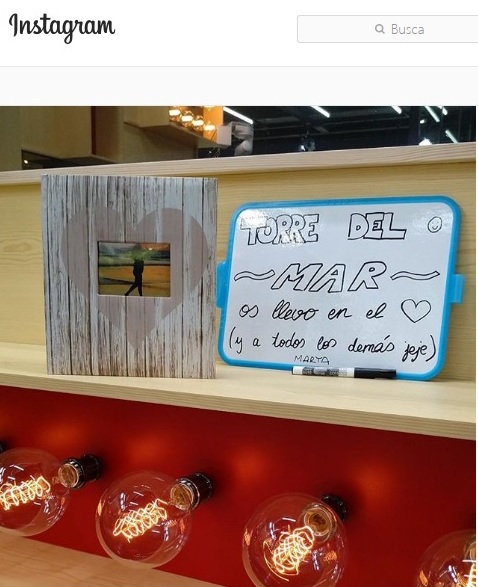 Instagram
Busca
TORRE DEL
~MAR~
os llevo en el ♡
(y a todos los demás jeje)
MARTA